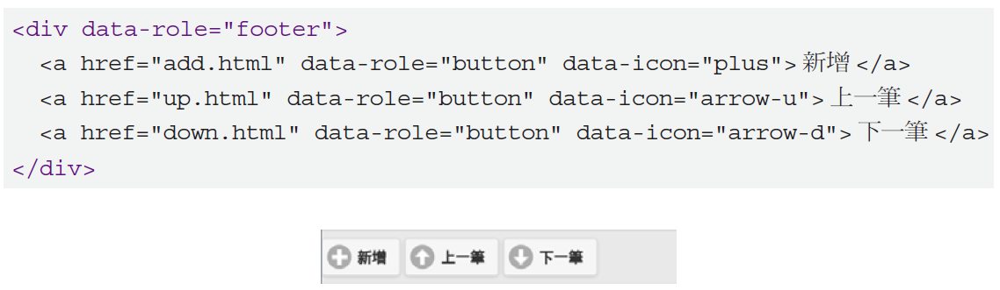 <div data-role="footer">
<a href="add.html" data-role="button" data-icon="plus">新增</a>
<a href="up.html" data-role="button" data-icon="arrow-u">上一筆</a>
<a href="down.html" data-role="button" data-icon="arrow-d">下一筆</a>
</div>
新增 上一筆 下一筆